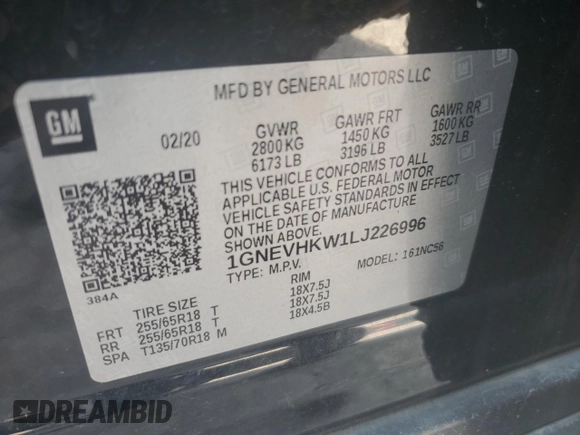 GM
MFD BY GENERAL MOTORS LLC
02/20 GVWR GAWR FRT GAWR RR
2800 KG 1450 KG 1600 KG
6173 LB 3196 LB 3527 LB
THIS VEHICLE CONFORMS TO ALL
APPLICABLE U.S. FEDERAL MOTOR
VEHICLE SAFETY STANDARDS IN EFFECT
ON THE DATE OF MANUFACTURE
SHOWN ABOVE.
1GNEVHKW1LJ226996
TYPE: M.P.V. MODEL: 161NC56
384A
TIRE SIZE RIM
FRT 255/65R18 T 18X7.5J
RR 255/65R18 T 18X7.5J
SPA T135/70R18 M 18X4.5B
DREAMBID